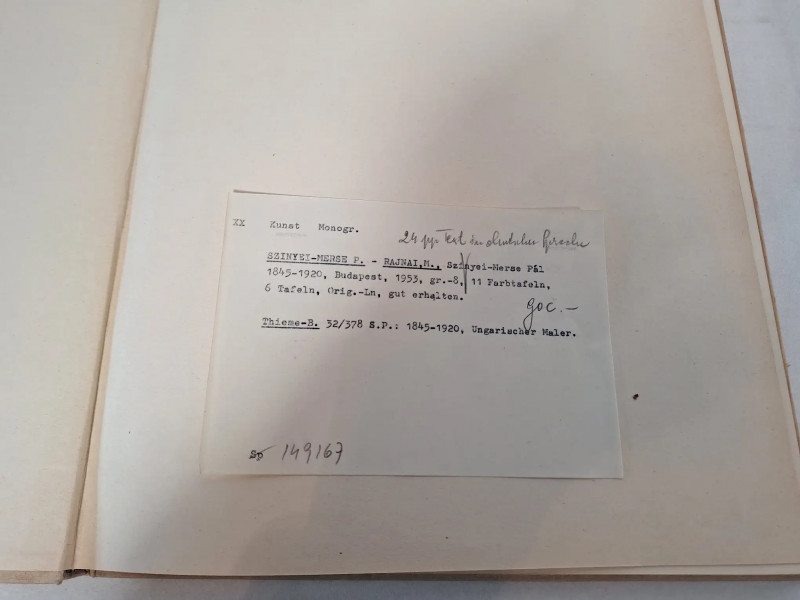 XX Kunst Monogr.
24 pp. Text in deutscher Sprache
SZINYEI-MERSE P. - RAJNAI, M., Szinyei-Merse Pál
1845-1920, Budapest, 1953, gr.-8, 11 Farbtafeln,
6 Tafeln, Orig.-Ln, gut erhalten.
Thieme-B. 32/378 S.P.: 1845-1920, Ungarischer Maler.
Sp 149167